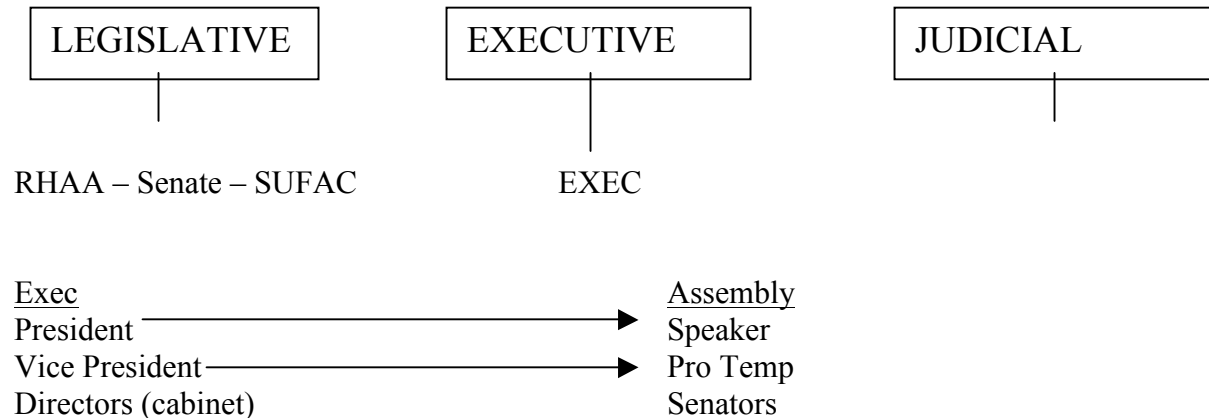 LEGISLATIVE EXECUTIVE JUDICIAL
RHAA – Senate – SUFAC EXEC
Exec Assembly
President Speaker
Vice President Pro Temp
Directors (cabinet) Senators